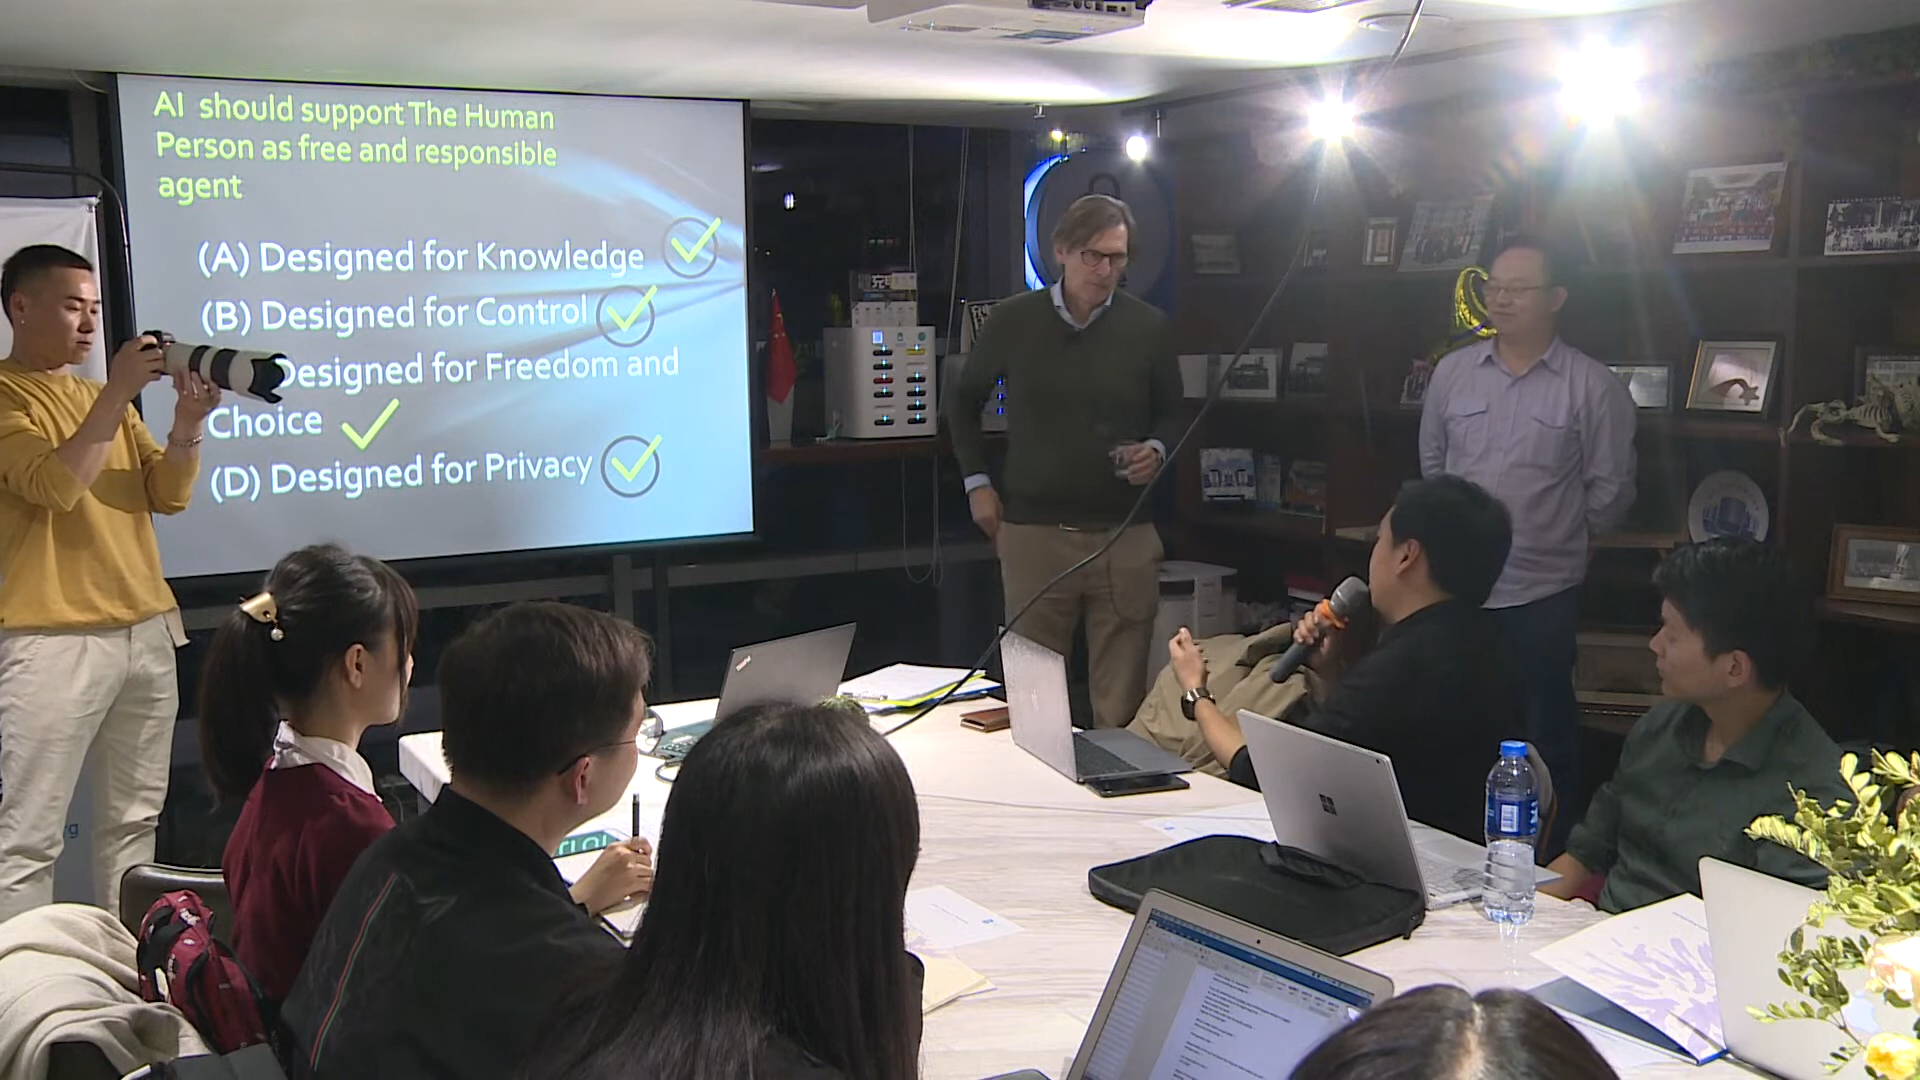 AI should support The Human
Person as free and responsible
agent
(A) Designed for Knowledge
(B) Designed for Control
Designed for Freedom and
Choice
(D) Designed for Privacy